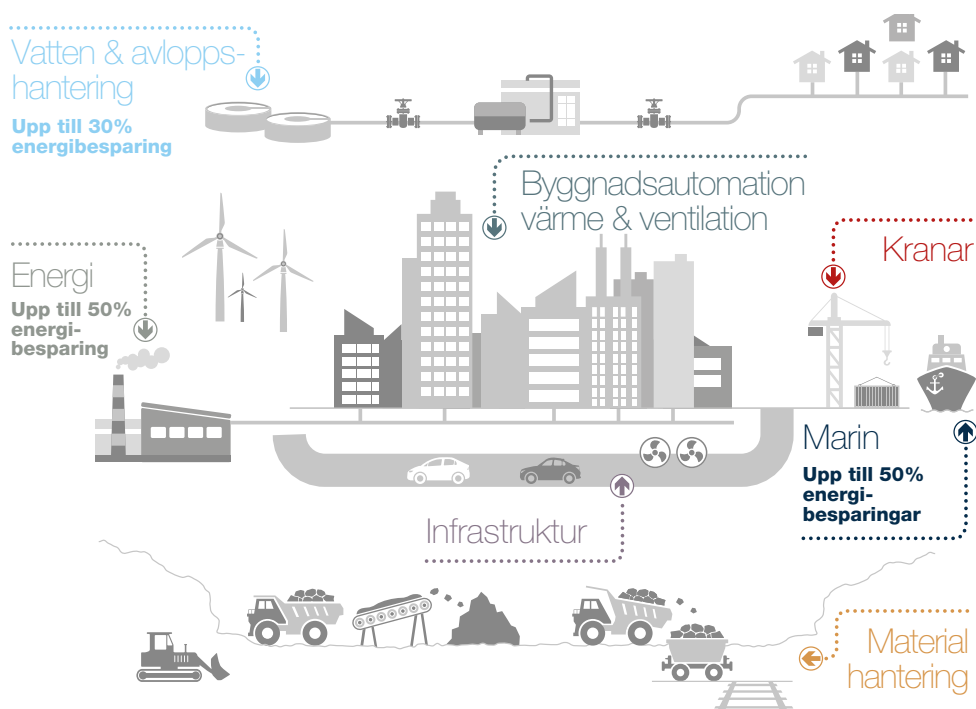 Vatten & avlopps-
hantering
Upp till 30%
energibesparing
Byggnadsautomation
värme & ventilation
Kranar
Energi
Upp till 50%
energi-
besparing
Marin
Upp till 50%
energi-
besparingar
Infrastruktur
Material
hantering